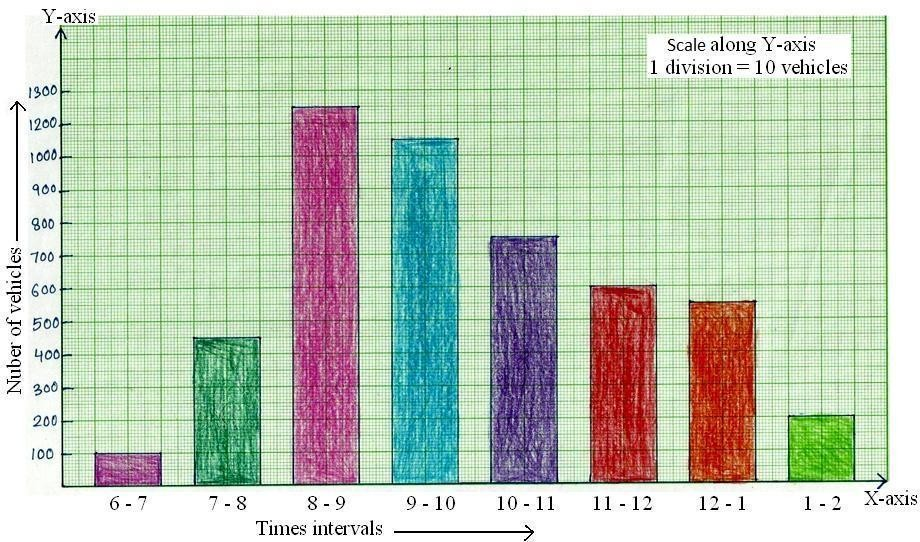 Y-axis
Scale along Y-axis
1 division = 10 vehicles
1300
1200
1000
900
800
700
600
500
400
300
200
100
Nuber of vehicles
6 - 7
7 - 8
8 - 9
9 - 10
10 - 11
11 - 12
12 - 1
1 - 2
X-axis
Times intervals